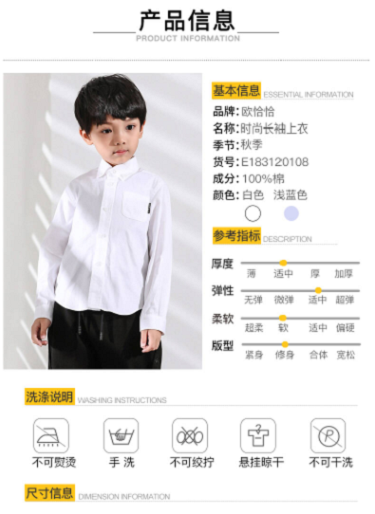 产品信息
PRODUCT INFORMATION
基本信息 ESSENTIAL INFORMATION
品牌:欧恰恰
名称:时尚长袖上衣
季节:秋季
货号:E183120108
成分:100%棉
颜色:白色 浅蓝色
参考指标 DESCRIPTION
厚度
薄 适中 厚 加厚
弹性
无弹 微弹 适中 超弹
柔软
超柔 软 适中 偏硬
版型
紧身 修身 合体 宽松
洗涤说明 WASHING INSTRUCTIONS
P
不可熨烫 手洗 不可绞拧 悬挂晾干 不可干洗
尺寸信息 DIMENSION INFORMATION